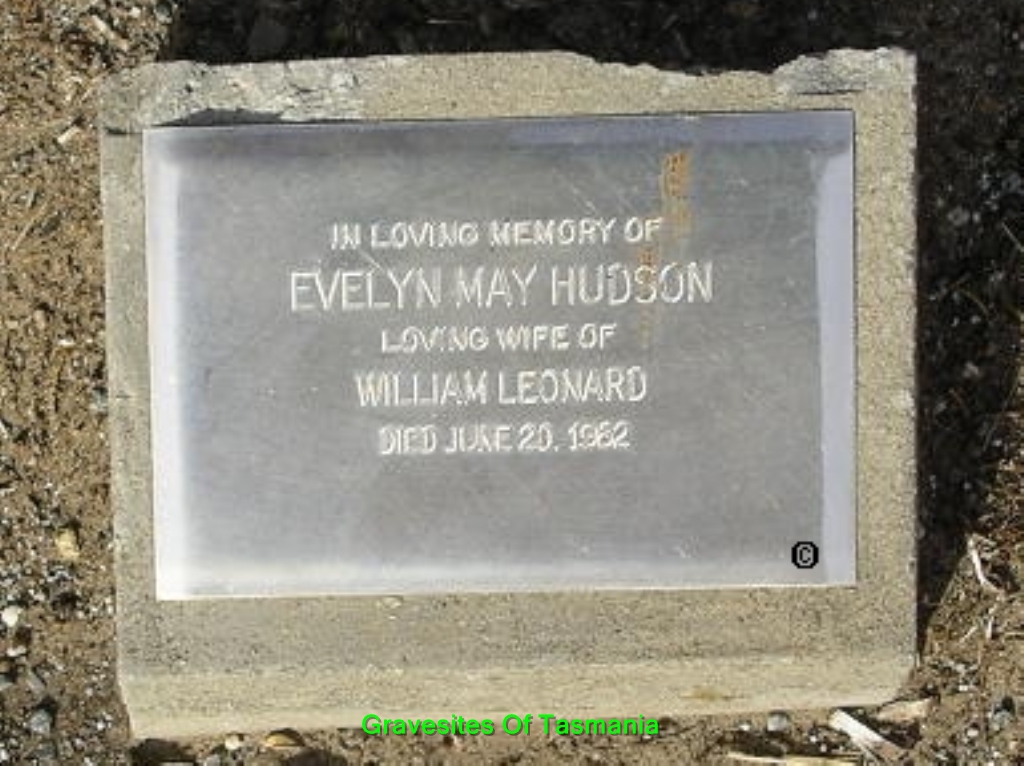 IN LOVING MEMORY OF
EVELYN MAY HUDSON
LOVING WIFE OF
WILLIAM LEONARD
DIED JUNE 20. 1962
©
Gravesites Of Tasmania